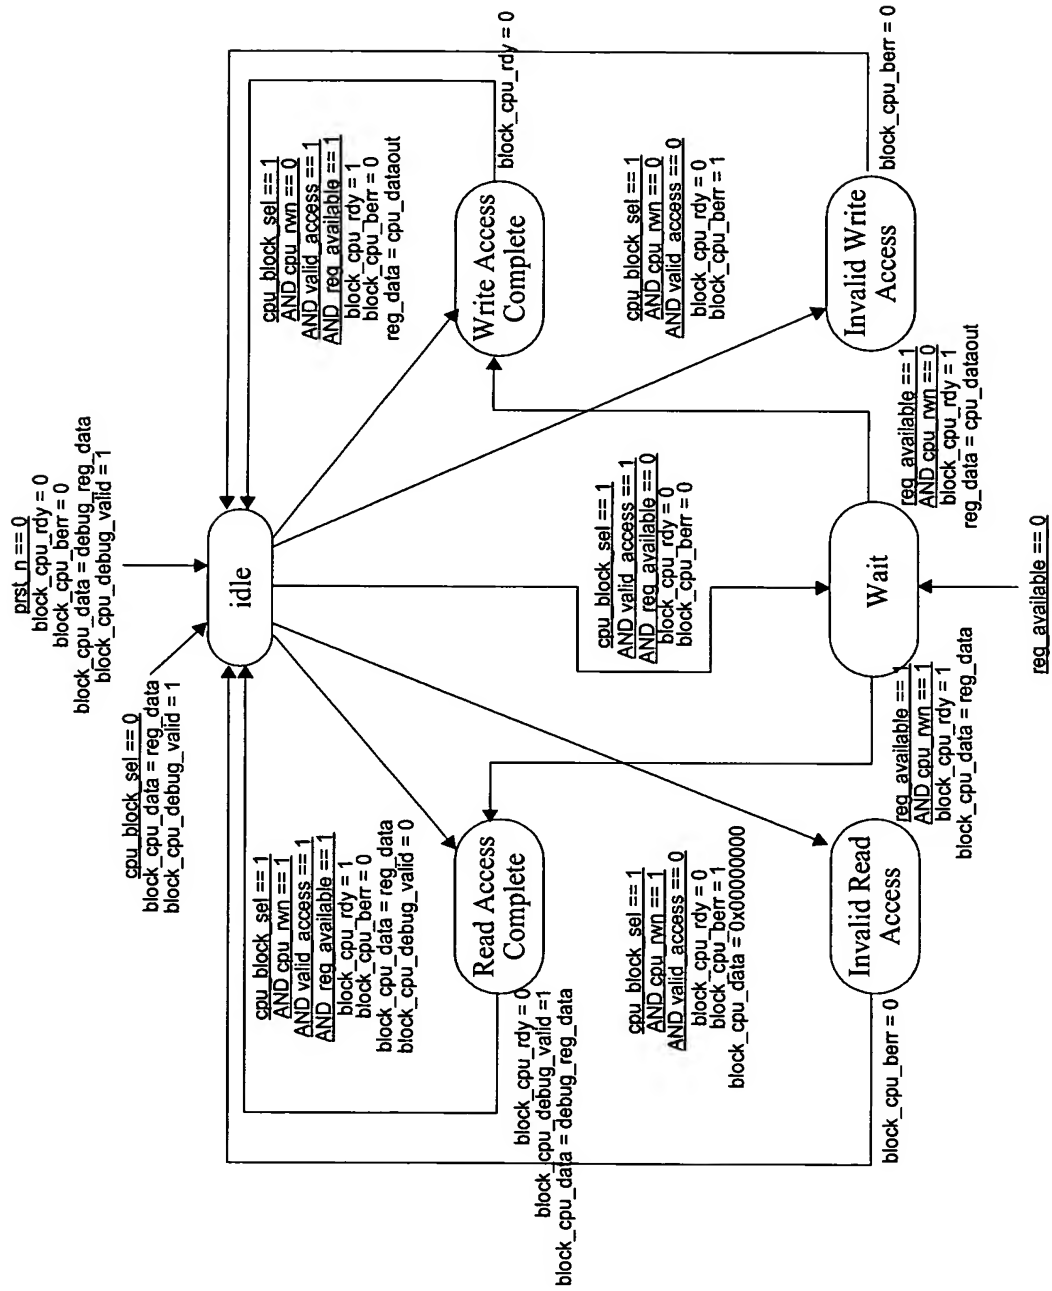 prst_n == 0
block_cpu_rdy = 0
block_cpu_berr = 0
block_cpu_data = debug_reg_data
block_cpu_debug_valid = 1
cpu_block_sel == 0
block_cpu_data = reg_data
block_cpu_debug_valid = 1
idle
cpu_block_sel == 1
AND cpu_rwn == 1
AND valid_access == 1
AND reg_available == 1
block_cpu_rdy = 1
block_cpu_berr = 0
block_cpu_data = reg_data
block_cpu_debug_valid = 0
cpu_block_sel == 1
AND cpu_rwn == 0
AND valid_access == 1
AND reg_available == 1
block_cpu_rdy = 1
block_cpu_berr = 0
reg_data = cpu_dataout
Read Access
Complete
block_cpu_rdy = 0
block_cpu_debug_valid =1
block_cpu_data = debug_reg_data
Write Access
Complete
block_cpu_rdy = 0
cpu_block_sel == 1
AND valid_access == 1
AND reg_available == 0
block_cpu_rdy = 0
block_cpu_berr = 0
cpu_block_sel == 1
AND cpu_rwn == 1
AND valid_access == 0
block_cpu_rdy = 0
block_cpu_berr = 1
block_cpu_data = 0x00000000
cpu_block_sel == 1
AND cpu_rwn == 0
AND valid_access == 0
block_cpu_rdy = 0
block_cpu_berr = 1
Invalid Read
Access
block_cpu_berr = 0
Wait
Invalid Write
Access
block_cpu_berr = 0
reg_available == 1
AND cpu_rwn == 1
block_cpu_rdy = 1
block_cpu_data = reg_data
reg_available == 1
AND cpu_rwn == 0
block_cpu_rdy = 1
reg_data = cpu_dataout
reg_available == 0